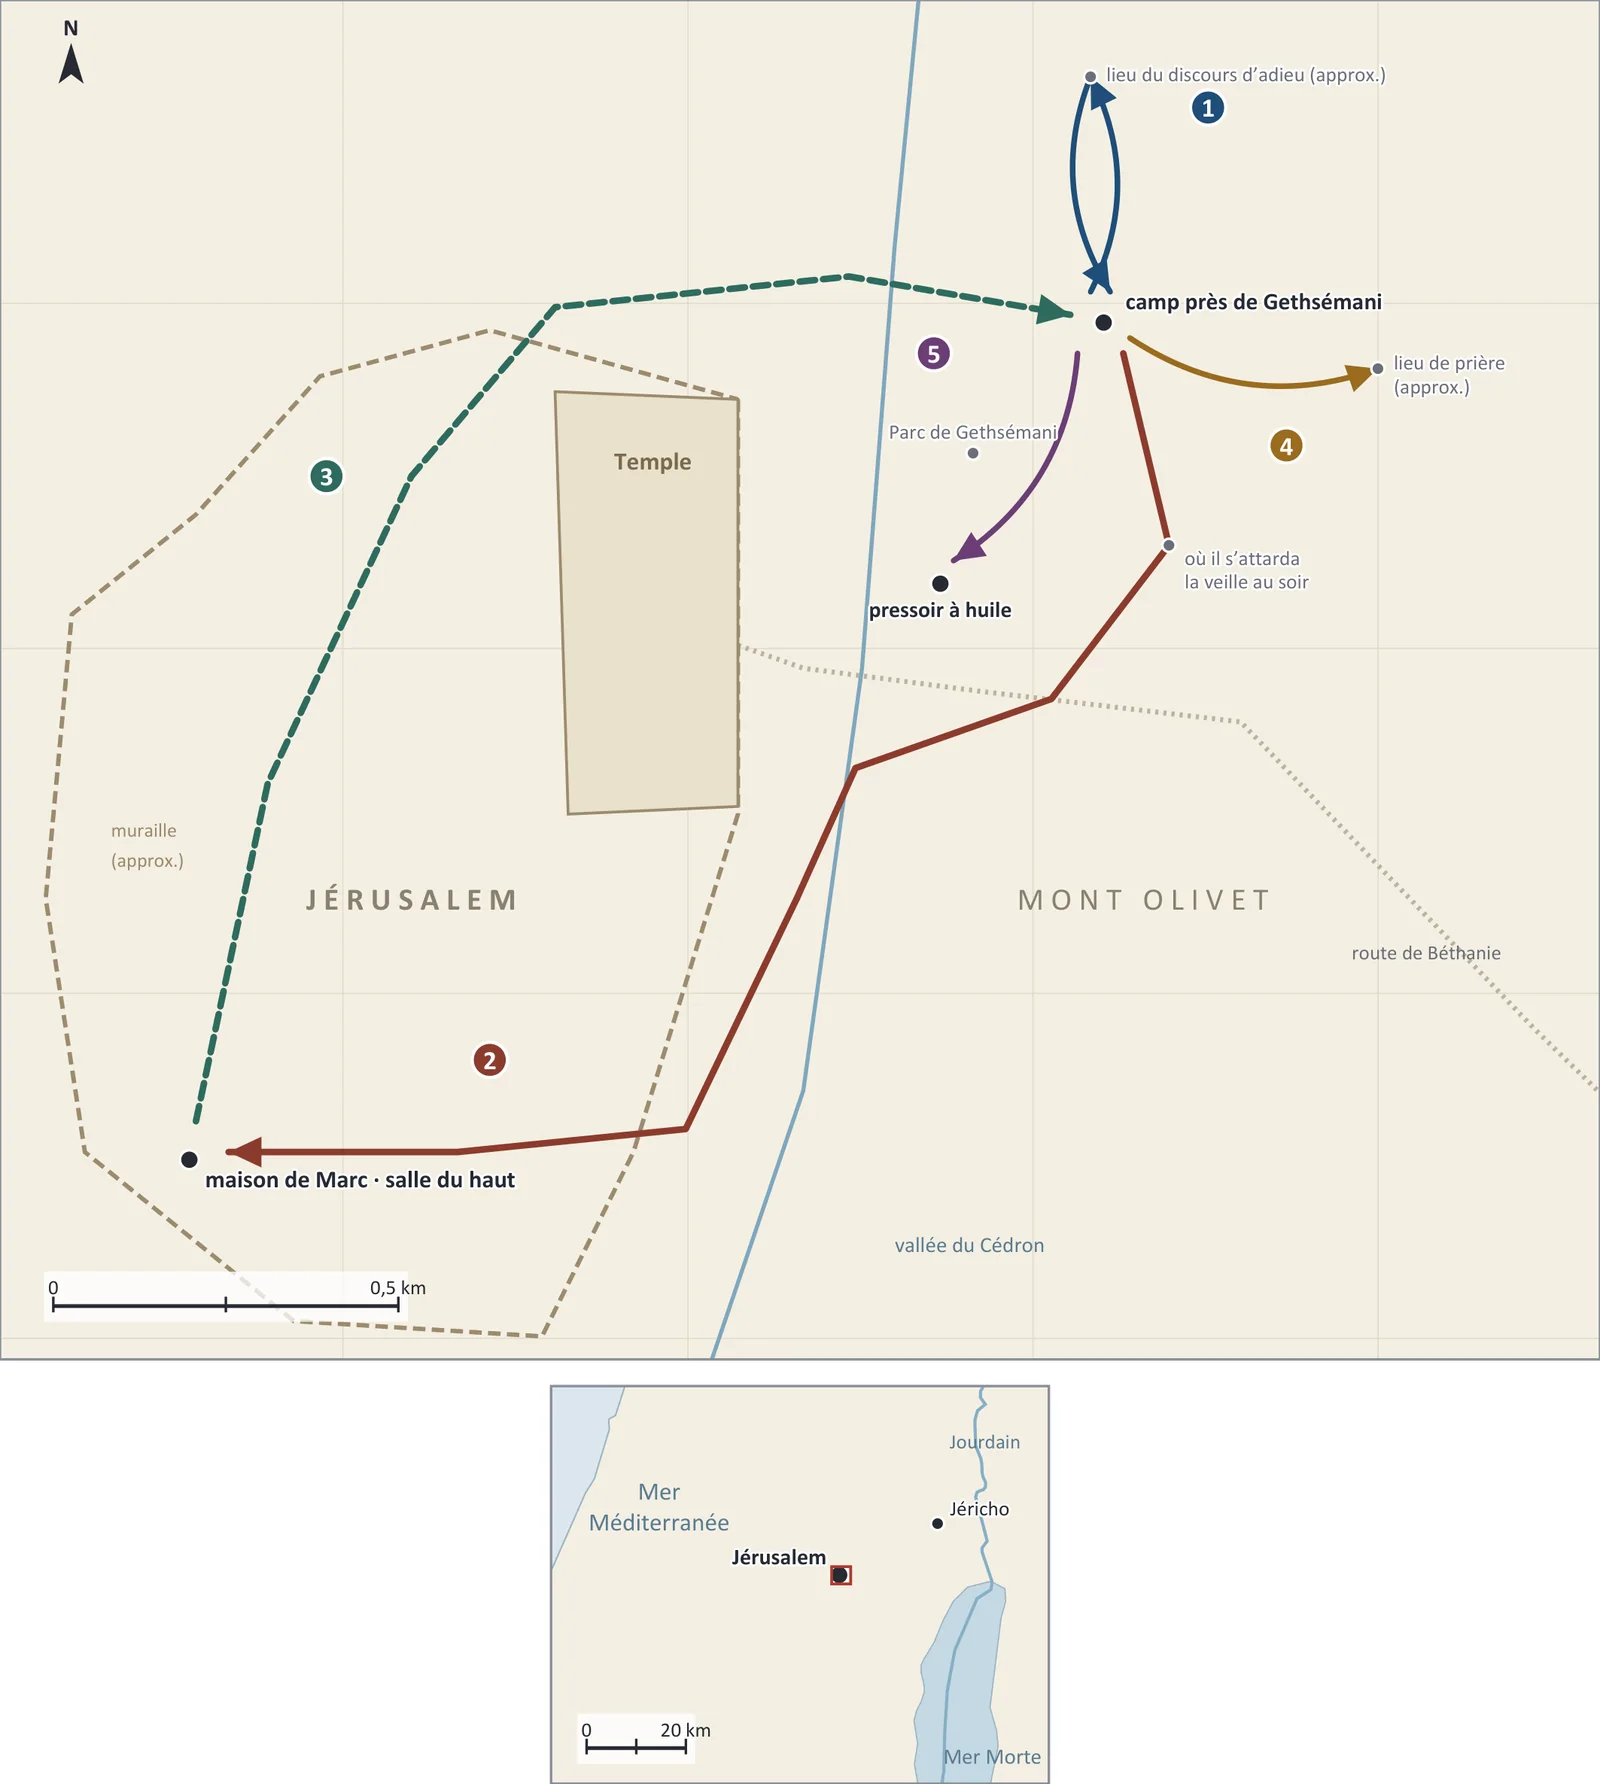 N
lieu du discours d’adieu (approx.)
1
camp près de Gethsémani
5
lieu de prière
(approx.)
Parc de Gethsémani
4
Temple
3
où il s’attarda
la veille au soir
pressoir à huile
muraille
(approx.)
JÉRUSALEM
MONT OLIVET
route de Béthanie
2
maison de Marc · salle du haut
vallée du Cédron
0 0,5 km
Jourdain
Mer
Méditerranée
Jéricho
Jérusalem
0 20 km
Mer Morte